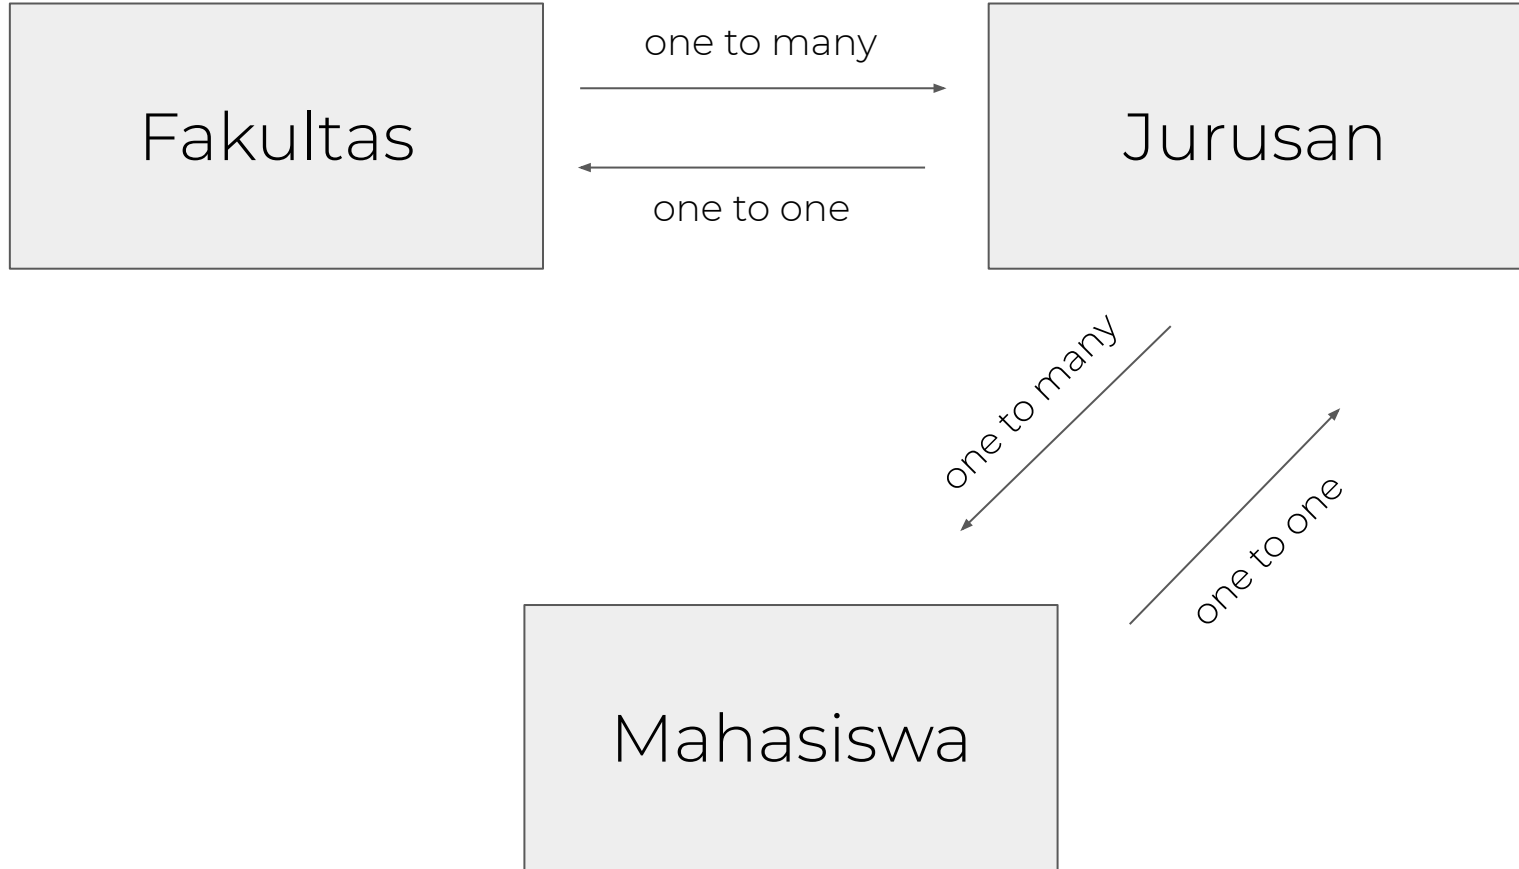 one to many
Fakultas
Jurusan
one to one
one to many
one to one
Mahasiswa